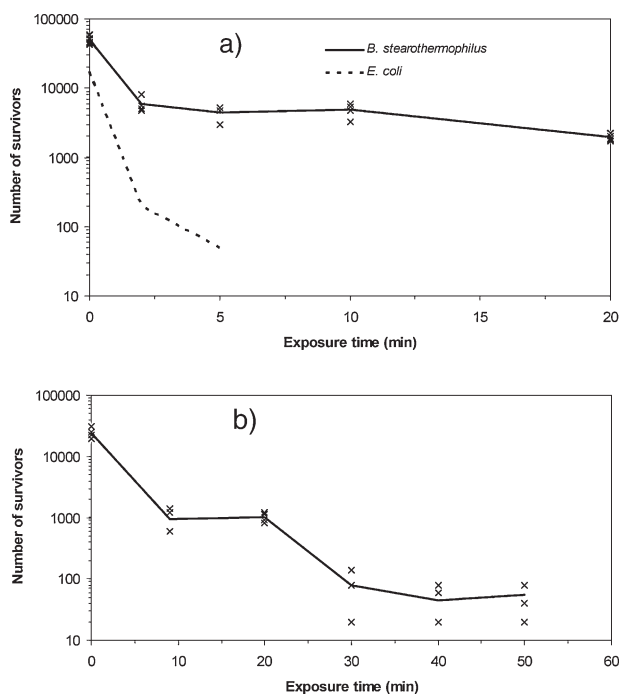 100000
10000
1000
100
10
Number of survivors
a)
B. stearothermophilus
E. coli
0 5 10 15 20
Exposure time (min)
100000
10000
1000
100
10
Number of survivors
b)
0 10 20 30 40 50 60
Exposure time (min)